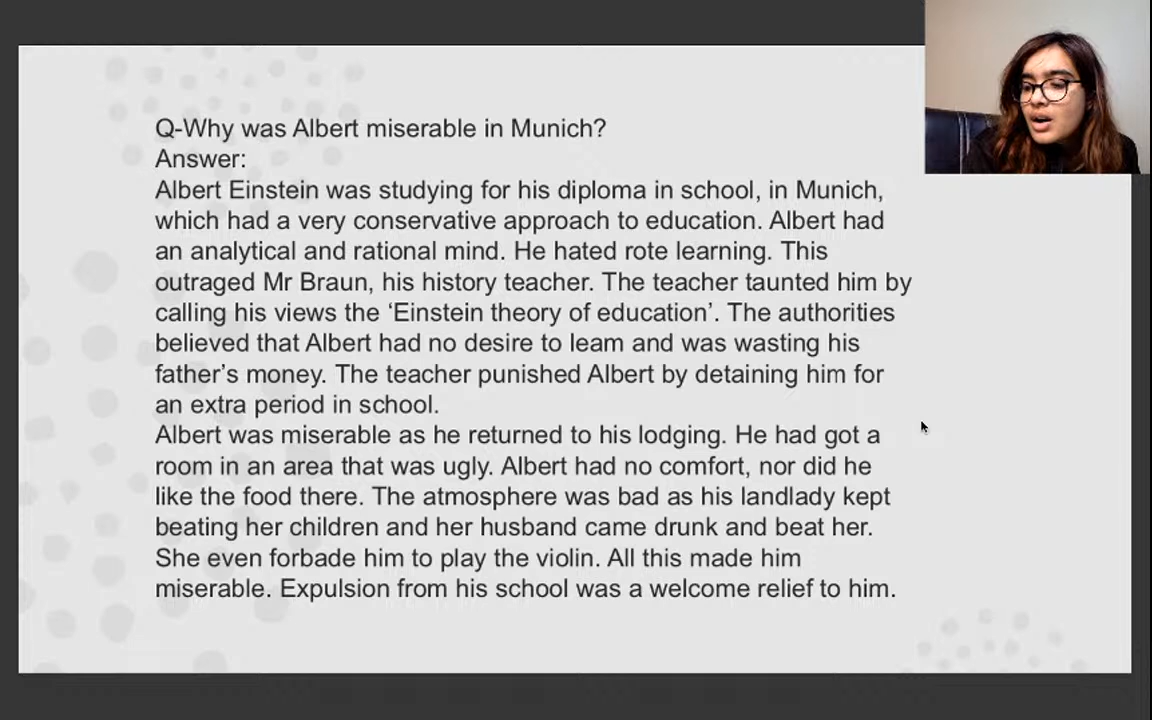 Q-Why was Albert miserable in Munich?
Answer:
Albert Einstein was studying for his diploma in school, in Munich,
which had a very conservative approach to education. Albert had
an analytical and rational mind. He hated rote learning. This
outraged Mr Braun, his history teacher. The teacher taunted him by
calling his views the ‘Einstein theory of education’. The authorities
believed that Albert had no desire to leam and was wasting his
father’s money. The teacher punished Albert by detaining him for
an extra period in school.
Albert was miserable as he returned to his lodging. He had got a
room in an area that was ugly. Albert had no comfort, nor did he
like the food there. The atmosphere was bad as his landlady kept
beating her children and her husband came drunk and beat her.
She even forbade him to play the violin. All this made him
miserable. Expulsion from his school was a welcome relief to him.